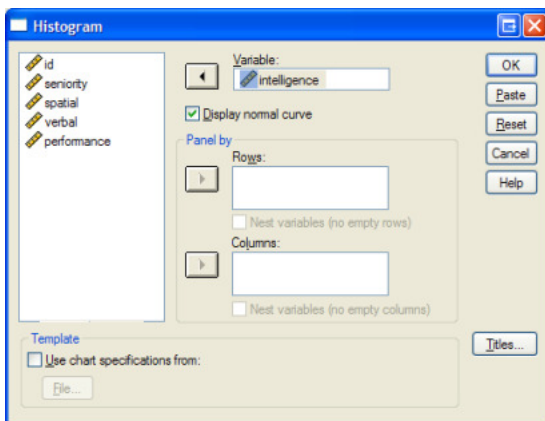 Histogram
id
seniority
spatial
verbal
performance
Variable:
intelligence
Display normal curve
Panel by
Rows:
Nest variables (no empty rows)
Columns:
Nest variables (no empty columns)
OK
Paste
Reset
Cancel
Help
Template
Use chart specifications from:
File...
Titles...